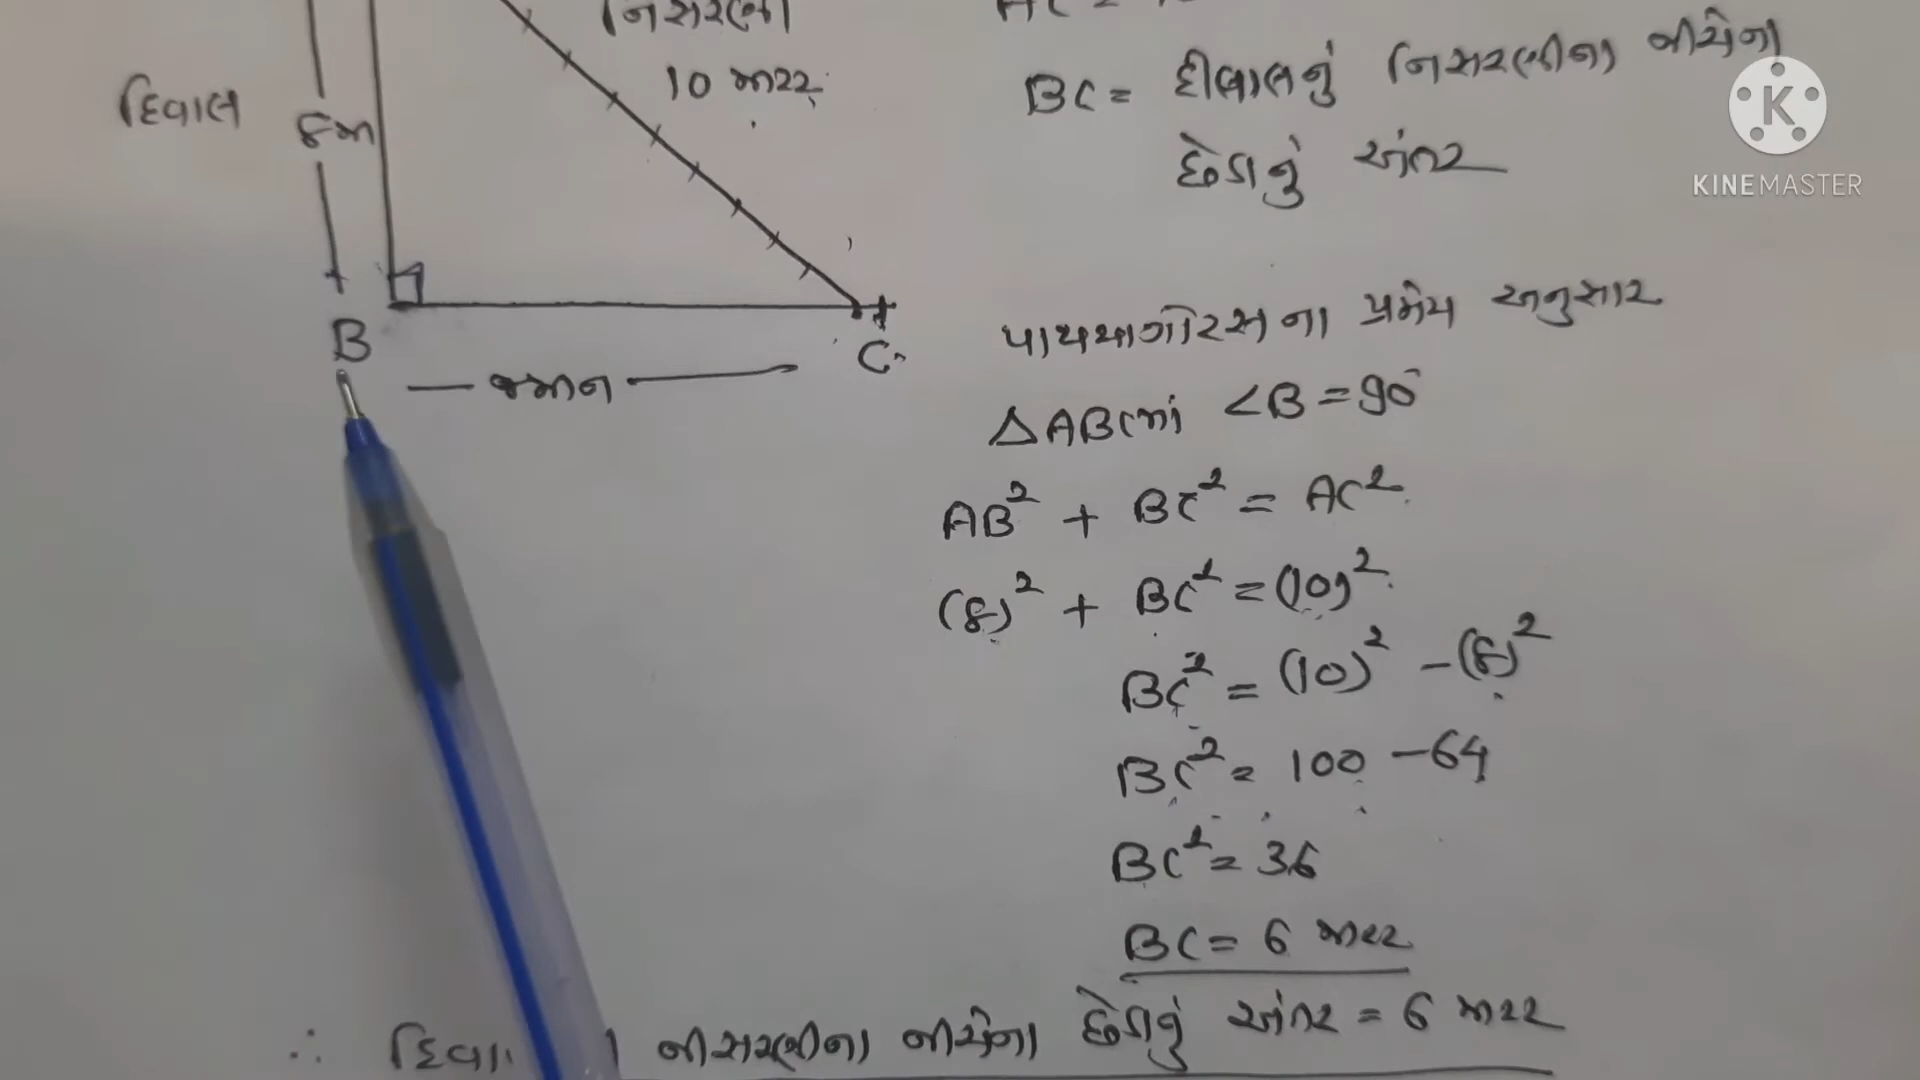 દિવાલ
8m
10 મીટર
B
C
જમીન
BC = દીવાલનું નિસરણીના નીચેના
છેડાનું અંતર
પાયથાગોરસના પ્રમેય અનુસાર
△ABCમાં ∠B = 90°
AB² + BC² = AC²
(8)² + BC² = (10)²
BC² = (10)² - (8)²
BC² = 100 - 64
BC² = 36
BC = 6 મીટર
∴ નીસરણીના નીચેના છેડાનું અંતર = 6 મીટર
KINEMASTER